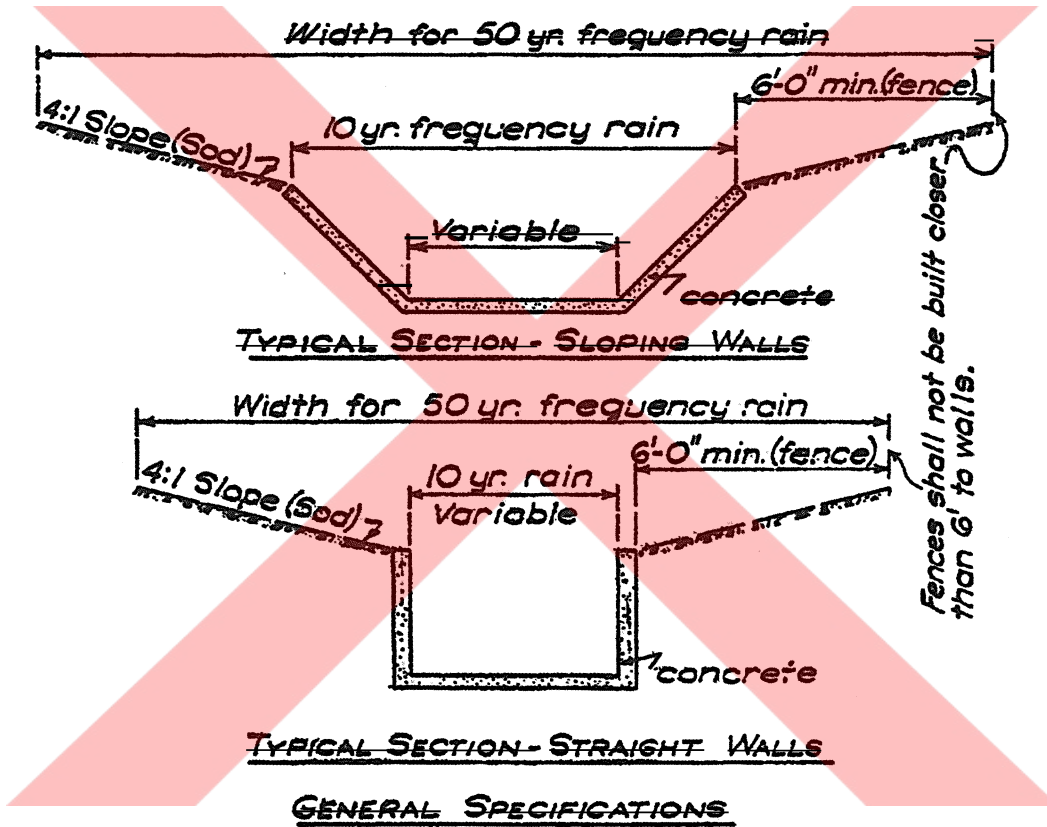 Width for 50 yr. frequency rain
6'-0" min.(fence)
4:1 Slope (Sod)
10 yr. frequency rain
Variable
concrete
TYPICAL SECTION - SLOPING WALLS
Fences shall not be built closer
than 6' to walls.
Width for 50 yr. frequency rain
6'-0" min. (fence)
4:1 Slope (Sod)
10 yr. rain
Variable
concrete
TYPICAL SECTION - STRAIGHT WALLS
GENERAL SPECIFICATIONS